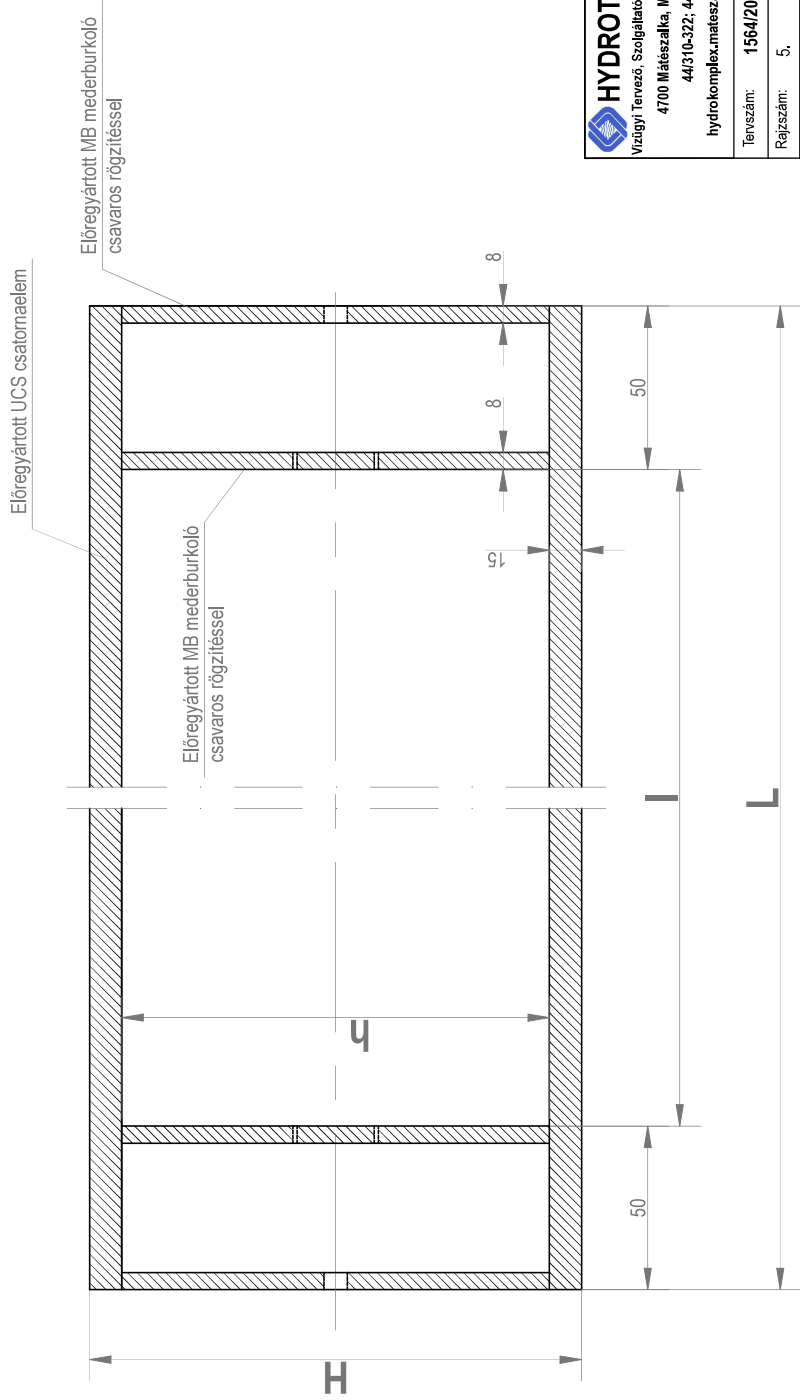 Előregyártott UCS csatornaelem
Előregyártott MB mederburkoló
csavaros rögzítéssel
Előregyártott MB mederburkoló
csavaros rögzítéssel
8
8
50
15
50
h
H
l
L
HYDROT
Vízügyi Tervező, Szolgáltató
4700 Mátészalka, M
44/310-322; 44
hydrokomplex.matesz
Tervszám: 1564/20
Rajzszám: 5.